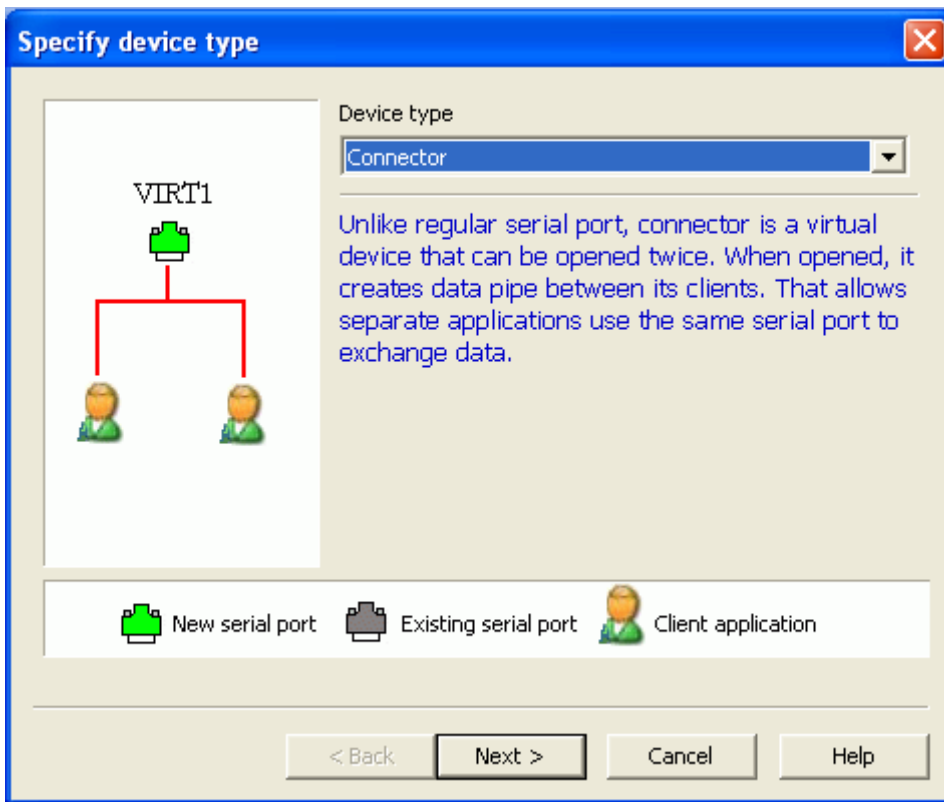 Specify device type
Device type
Connector
VIRT1
Unlike regular serial port, connector is a virtual
device that can be opened twice. When opened, it
creates data pipe between its clients. That allows
separate applications use the same serial port to
exchange data.
New serial port Existing serial port Client application
< Back Next > Cancel Help